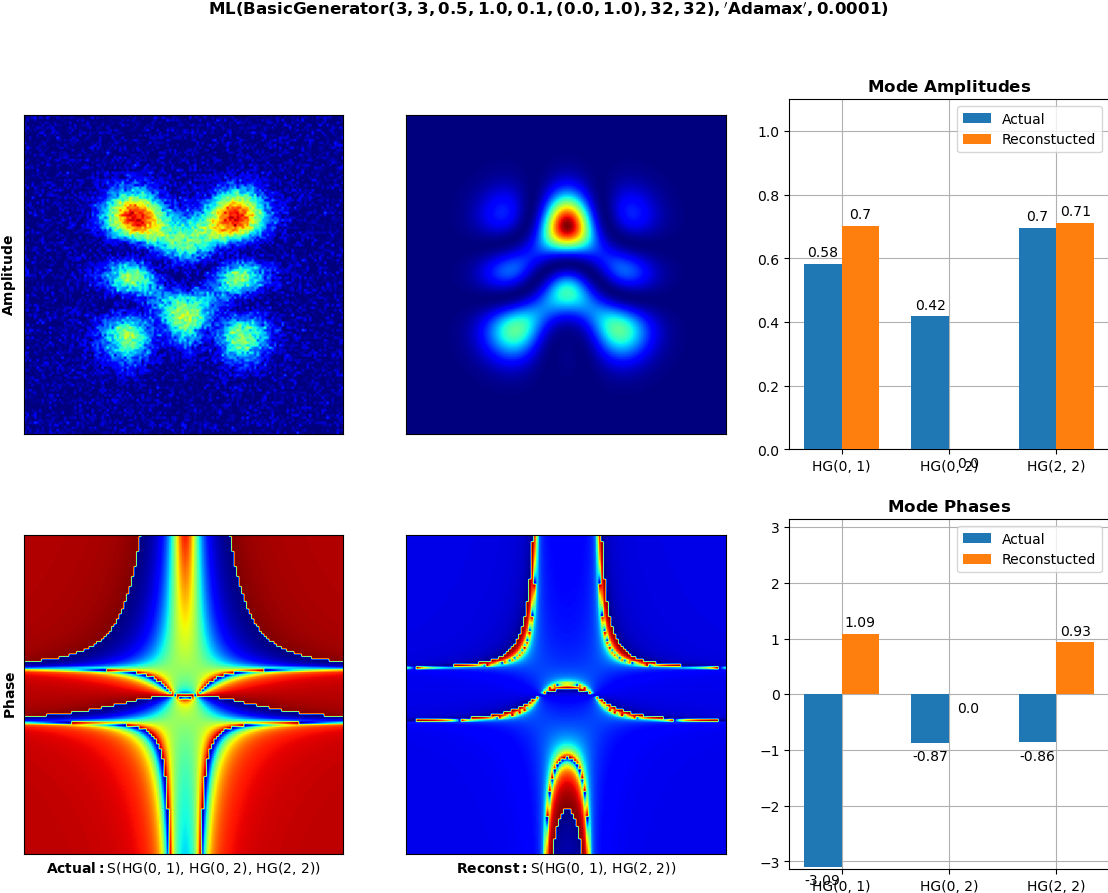 ML(BasicGenerator(3, 3, 0.5, 1.0, 0.1, (0.0, 1.0), 32, 32), 'Adamax', 0.0001)
Amplitude
Mode Amplitudes
Actual
Reconstucted
1.0
0.8
0.6
0.4
0.2
0.0
0.58
0.7
0.42
0.0
0.7
0.71
HG(0, 1)
HG(0, 2)
HG(2, 2)
Phase
Actual: S(HG(0, 1), HG(0, 2), HG(2, 2))
Reconst: S(HG(0, 1), HG(2, 2))
Mode Phases
Actual
Reconstucted
3
2
1
0
−1
−2
−3
1.09
0.93
0.0
-0.87
-0.86
-3.09
HG(0, 1)
HG(0, 2)
HG(2, 2)